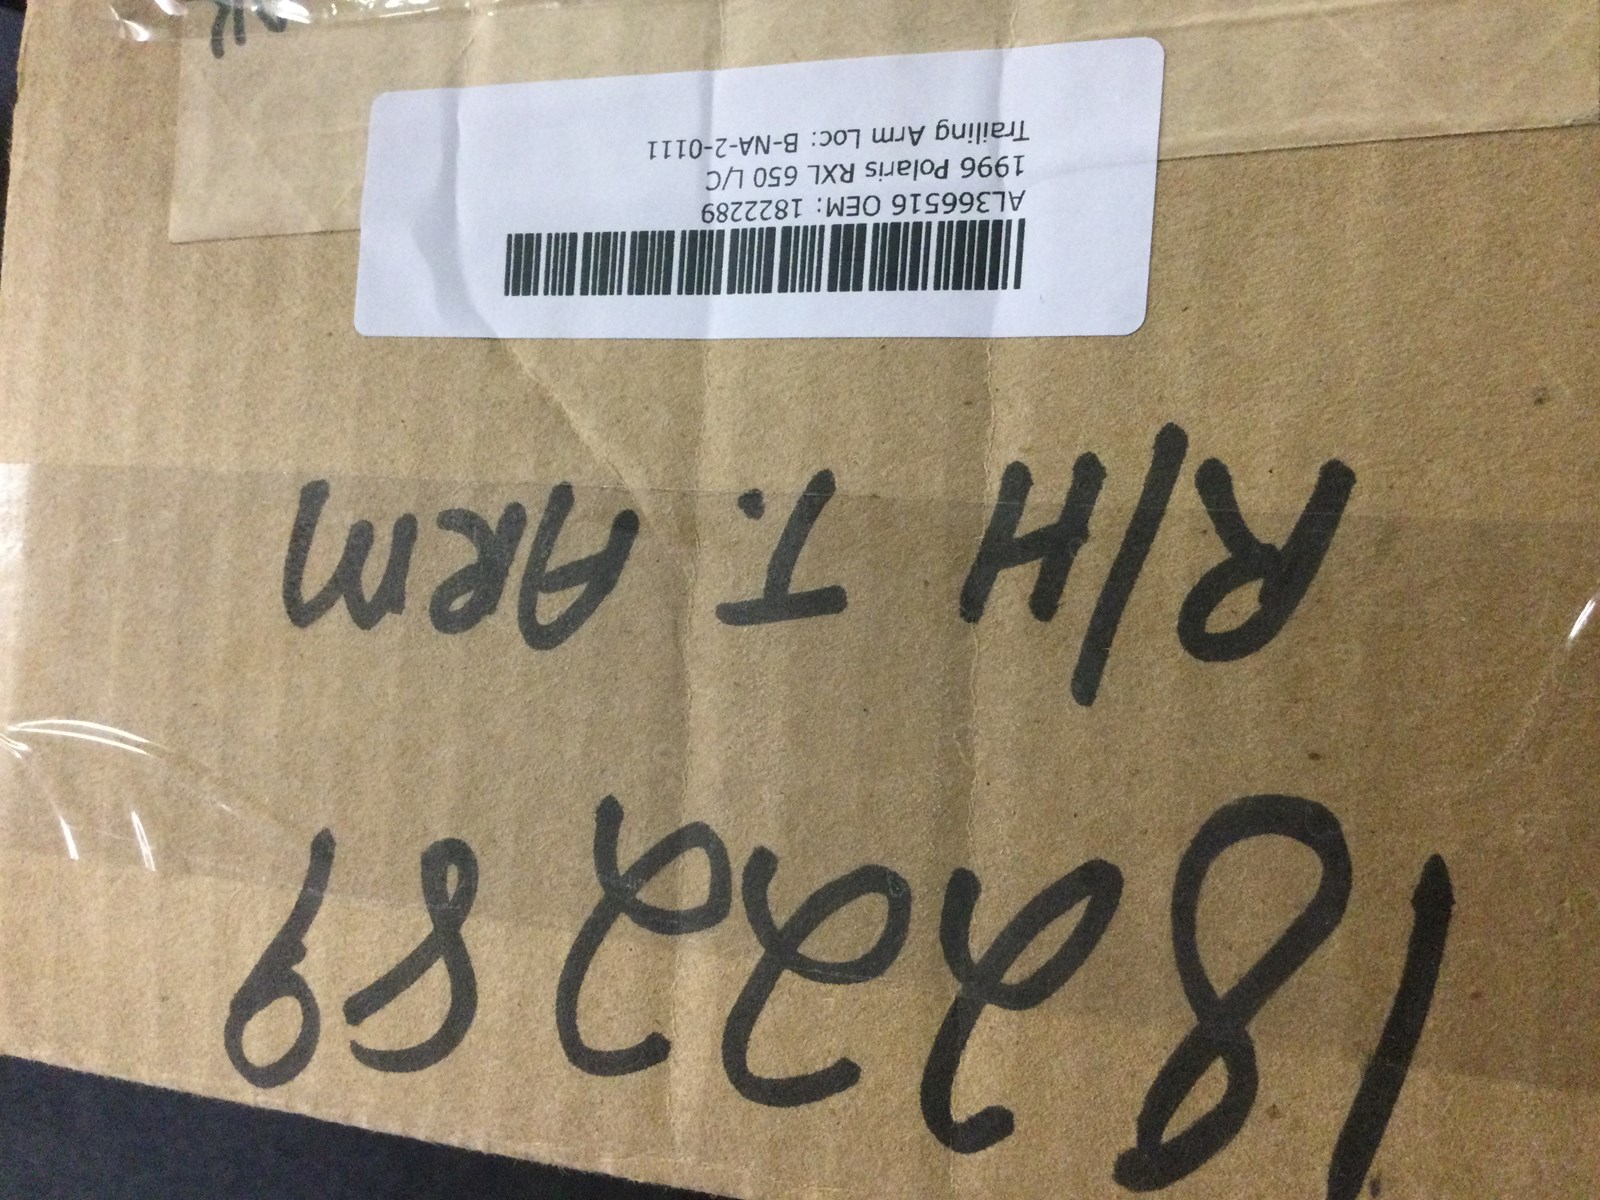 1822289
R/H T. ARM
AL366516 OEM: 1822289
1996 Polaris RXL 650 L/C
Trailing Arm Loc: B-NA-2-0111